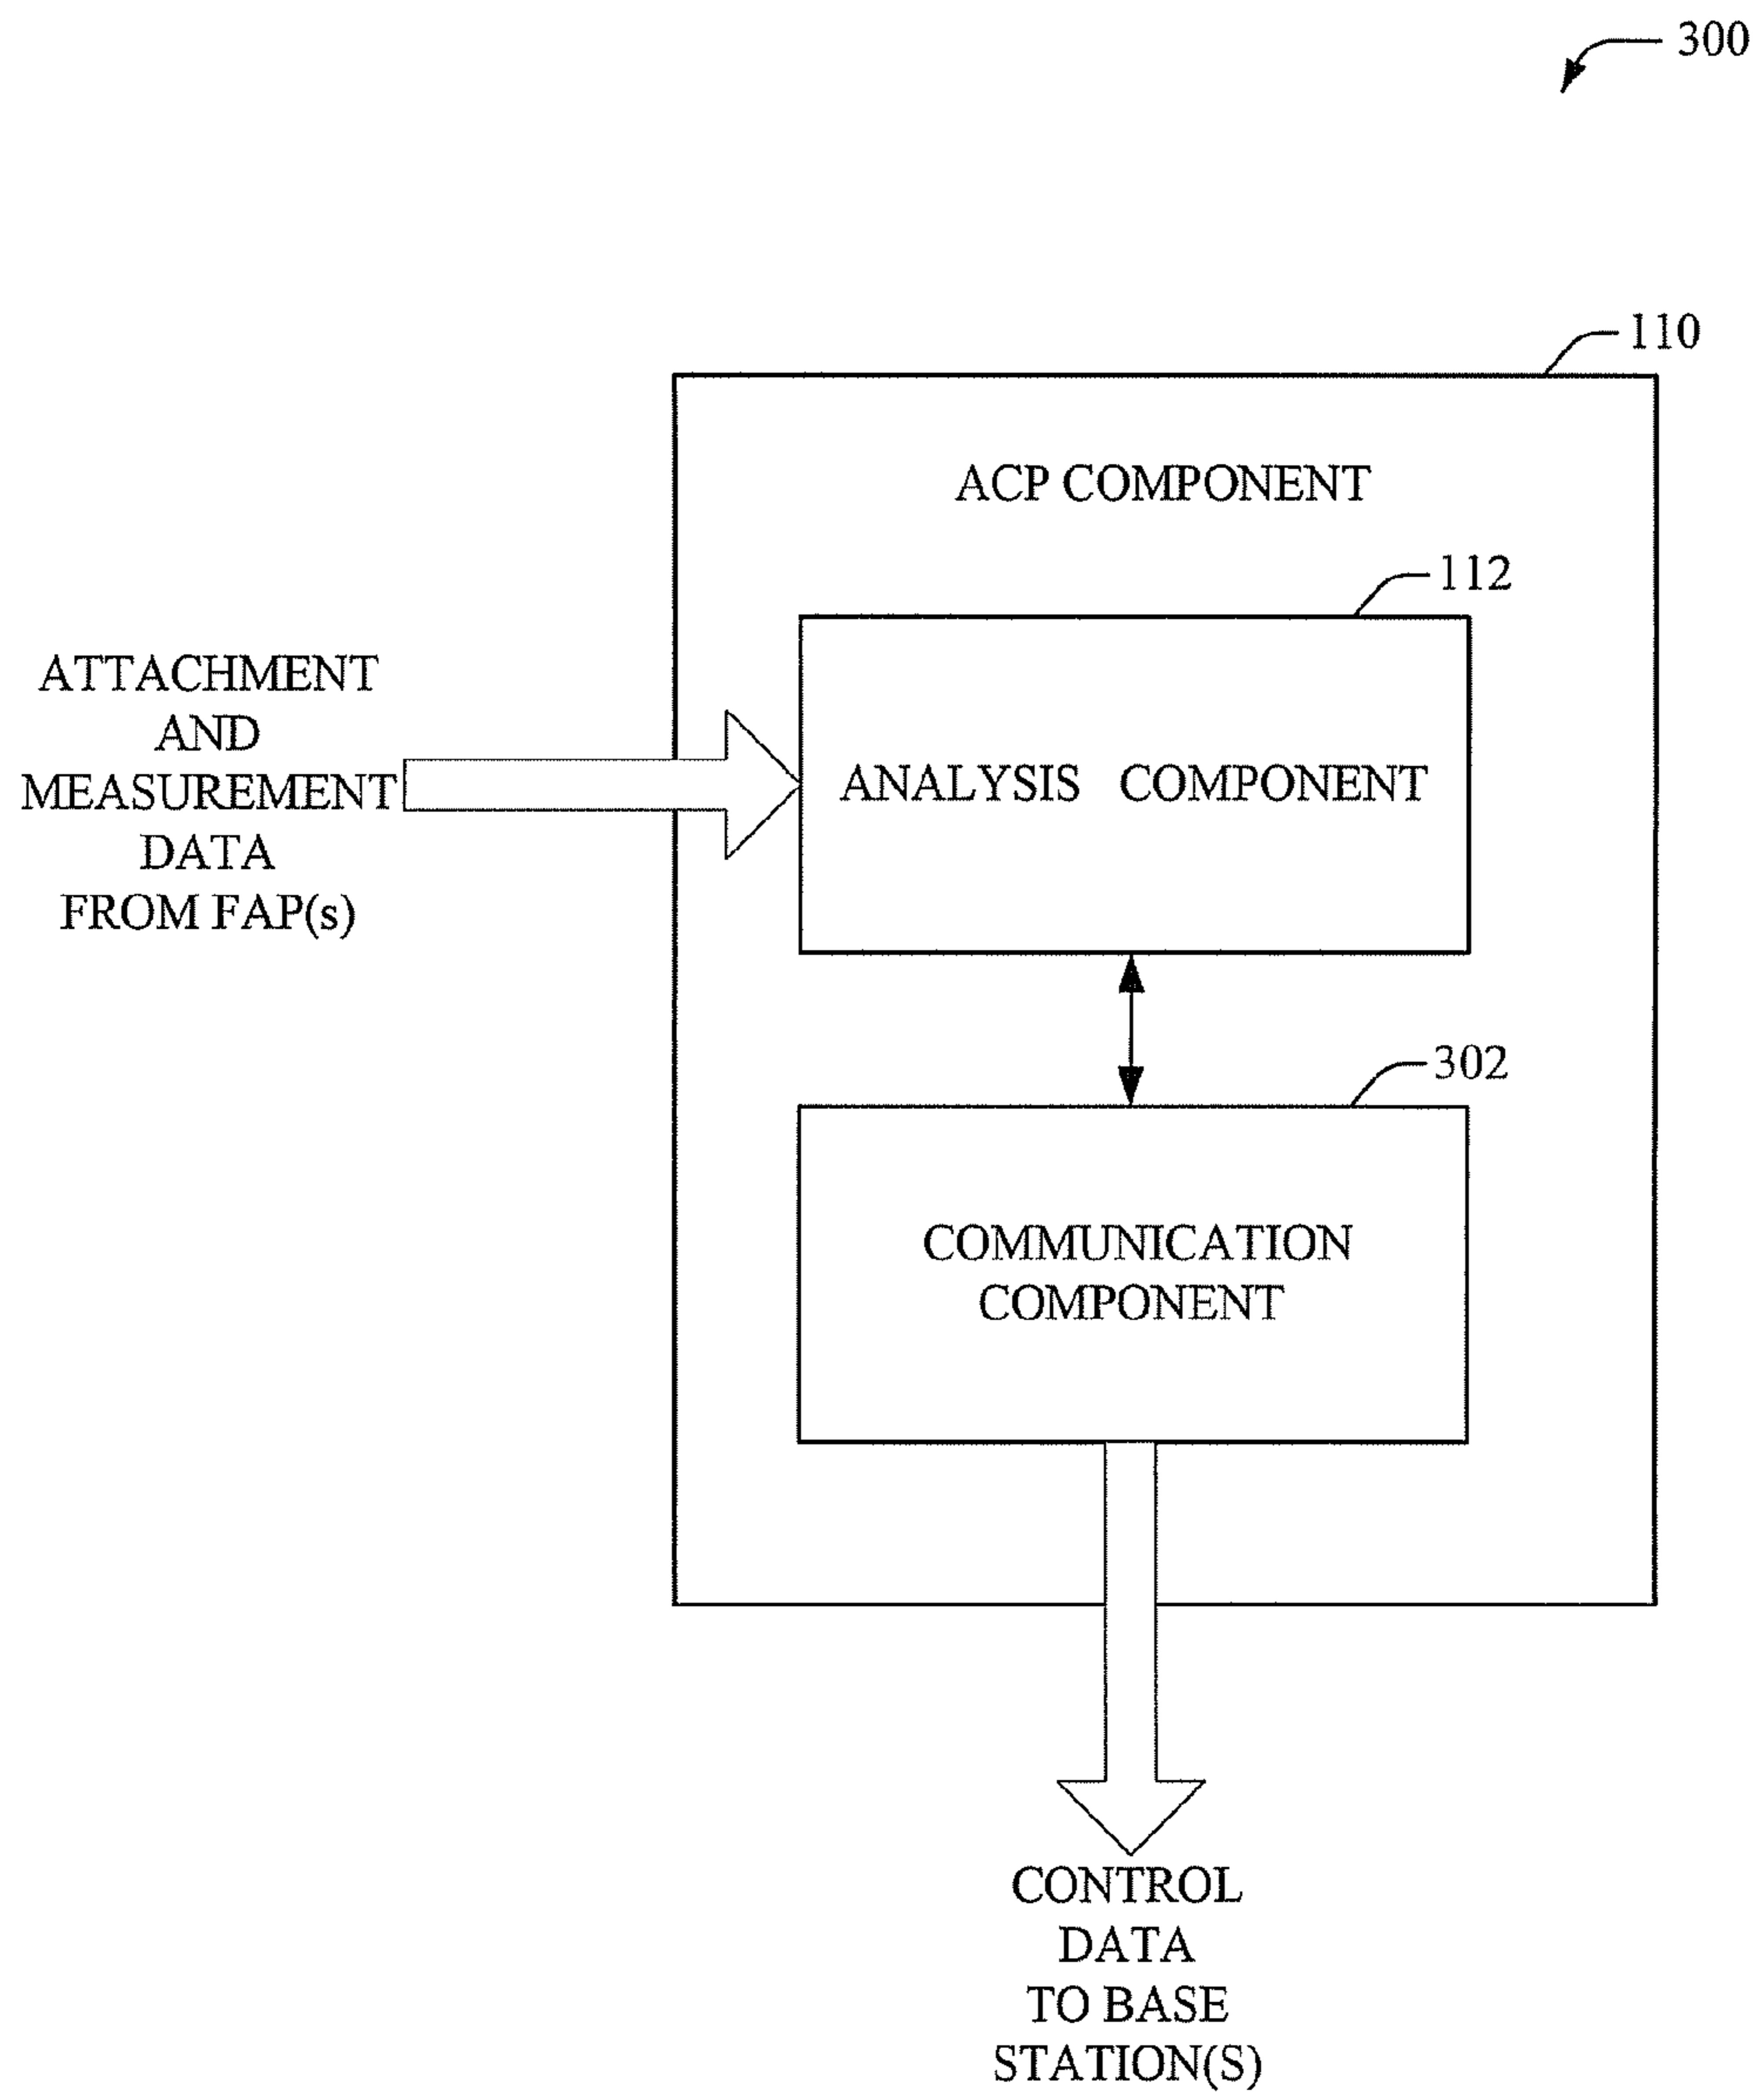 300
110
ACP COMPONENT
112
ATTACHMENT
AND
MEASUREMENT
DATA
FROM FAP(s)
ANALYSIS COMPONENT
302
COMMUNICATION
COMPONENT
CONTROL
DATA
TO BASE
STATION(S)